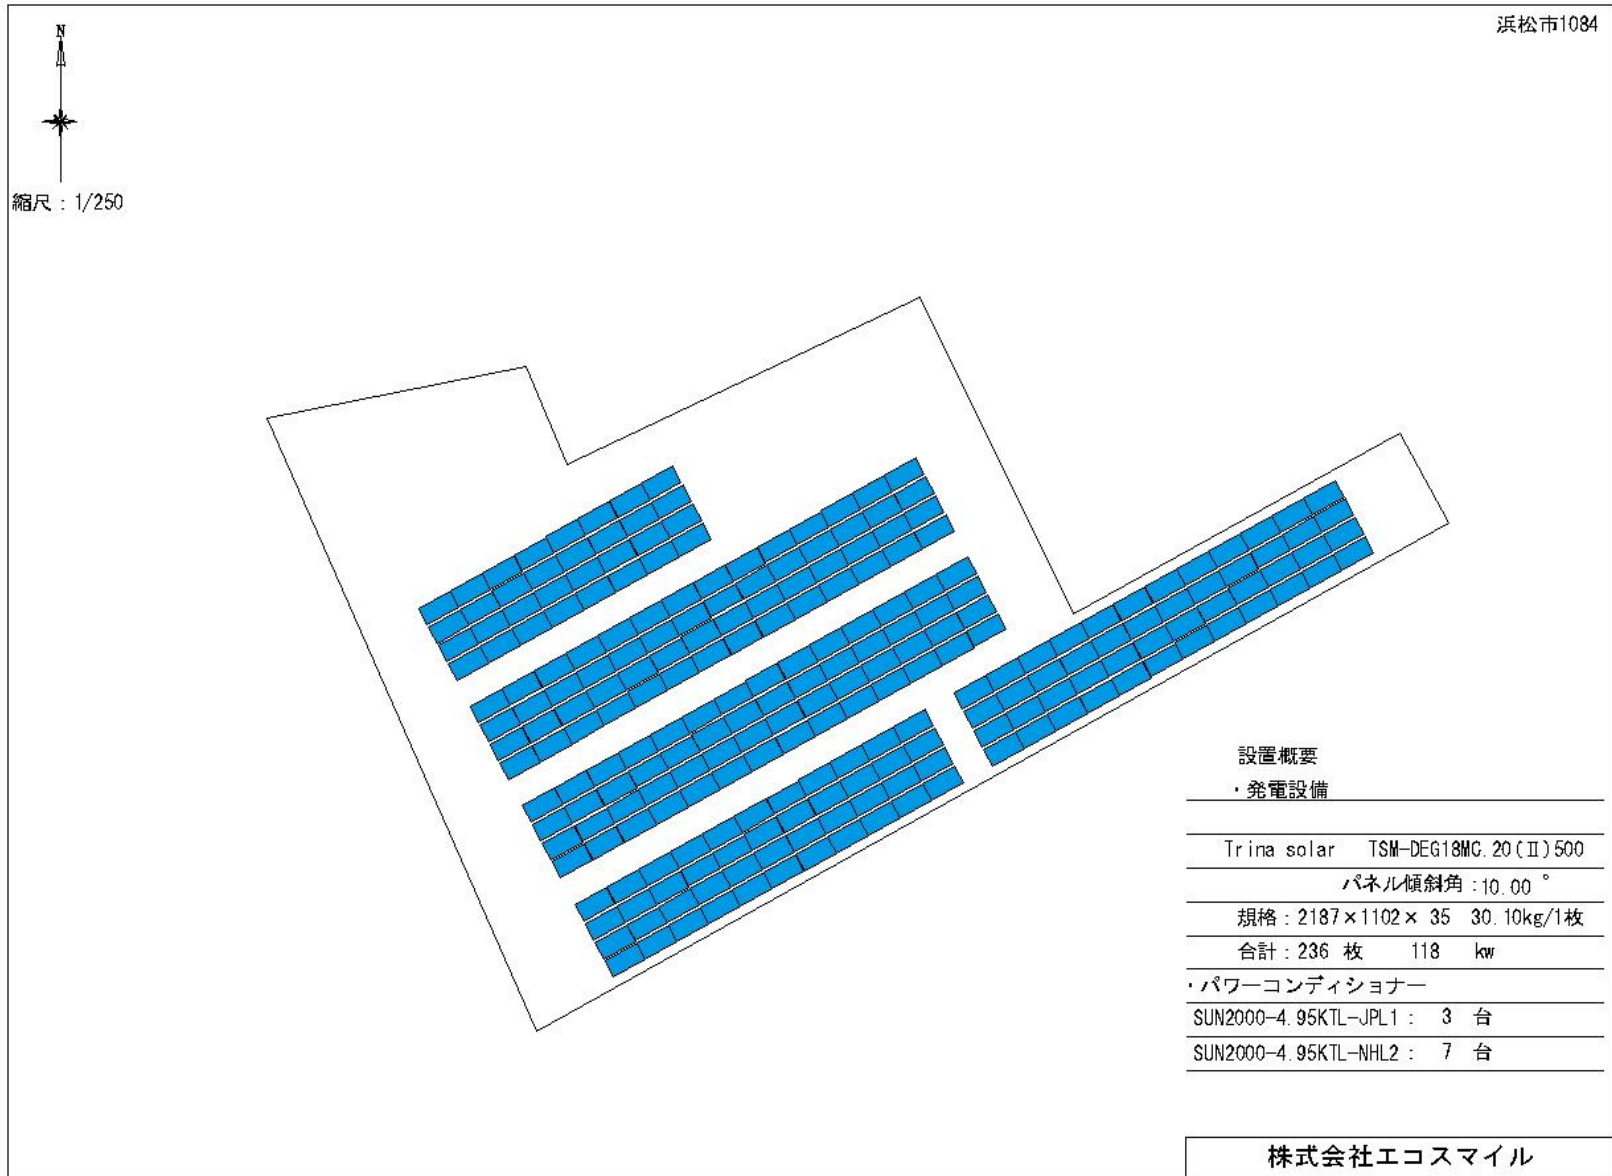 浜松市1084
N
縮尺：1/250
設置概要
・発電設備
Trina solar TSM-DEG18MC.20(Ⅱ)500
パネル傾斜角：10.00 °
規格：2187×1102× 35 30.10kg/1枚
合計：236 枚 118 kw
・パワーコンディショナー
SUN2000-4.95KTL-JPL1： 3 台
SUN2000-4.95KTL-NHL2： 7 台
株式会社エコスマイル